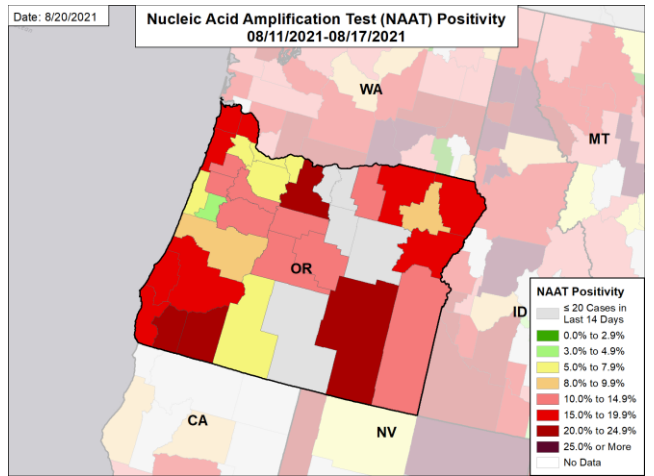 Date: 8/20/2021
Nucleic Acid Amplification Test (NAAT) Positivity
08/11/2021-08/17/2021
WA
MT
OR
ID
CA
NV
NAAT Positivity
≤ 20 Cases in
Last 14 Days
0.0% to 2.9%
3.0% to 4.9%
5.0% to 7.9%
8.0% to 9.9%
10.0% to 14.9%
15.0% to 19.9%
20.0% to 24.9%
25.0% or More
No Data